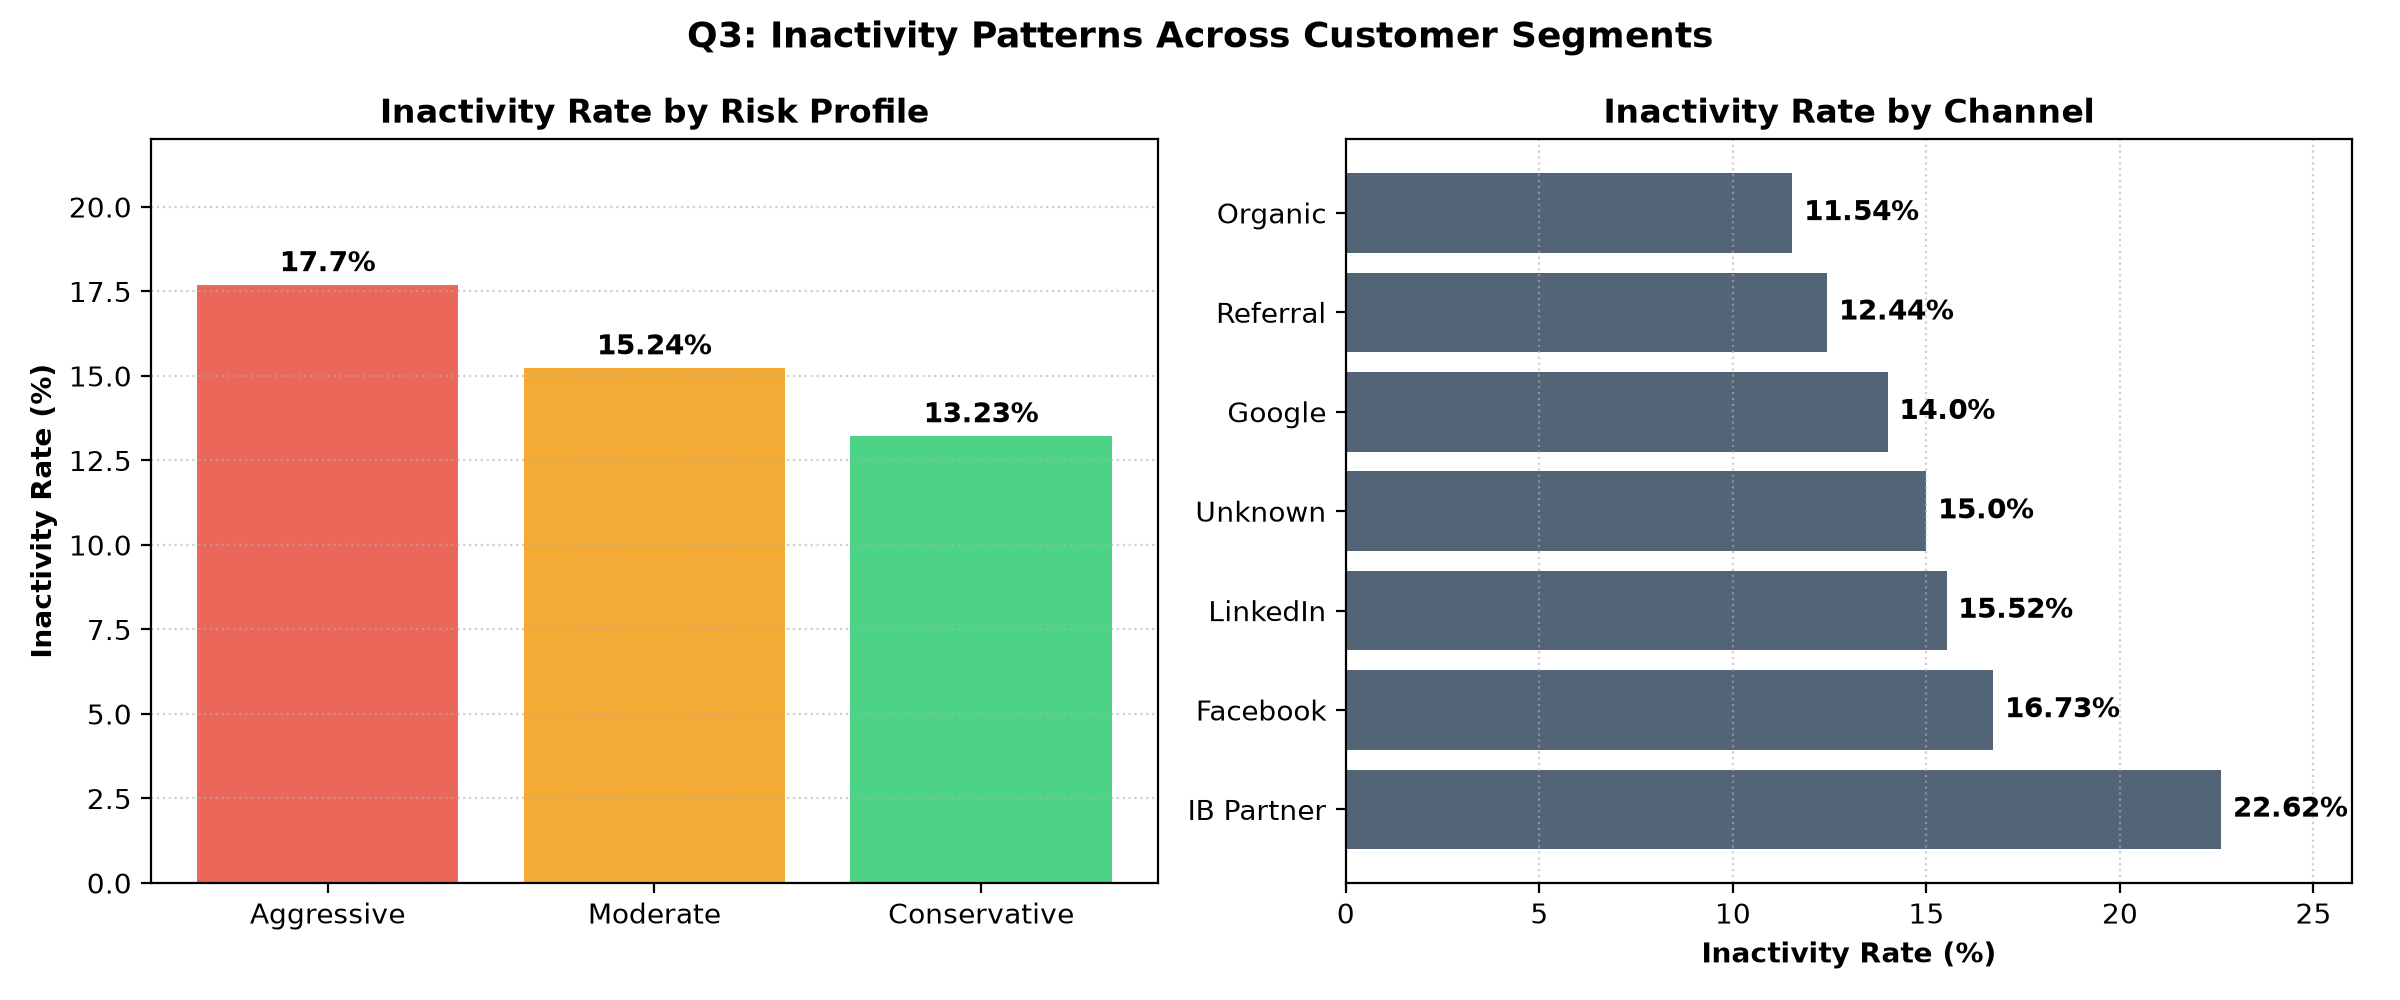 Q3: Inactivity Patterns Across Customer Segments
Inactivity Rate by Risk Profile
Inactivity Rate (%)
20.0
17.5
15.0
12.5
10.0
7.5
5.0
2.5
0.0
17.7%
15.24%
13.23%
Aggressive Moderate Conservative
Inactivity Rate by Channel
Organic 11.54%
Referral 12.44%
Google 14.0%
Unknown 15.0%
LinkedIn 15.52%
Facebook 16.73%
IB Partner 22.62%
0 5 10 15 20 25
Inactivity Rate (%)